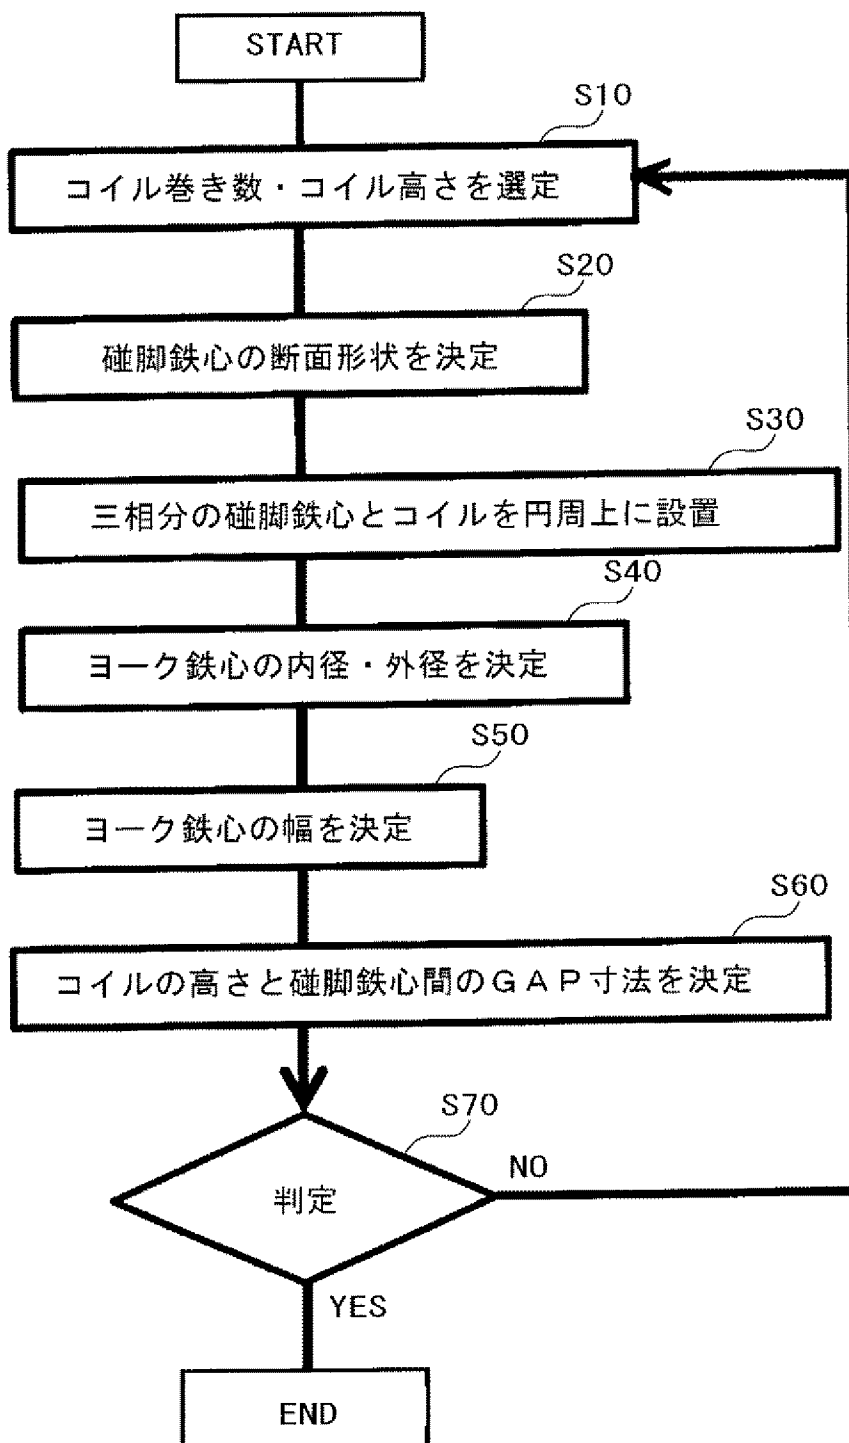 START
S10
コイル巻き数・コイル高さを選定
S20
碰脚鉄心の断面形状を決定
S30
三相分の碰脚鉄心とコイルを円周上に設置
S40
ヨーク鉄心の内径・外径を決定
S50
ヨーク鉄心の幅を決定
S60
コイルの高さと碰脚鉄心間のＧＡＰ寸法を決定
S70
判定
NO
YES
END